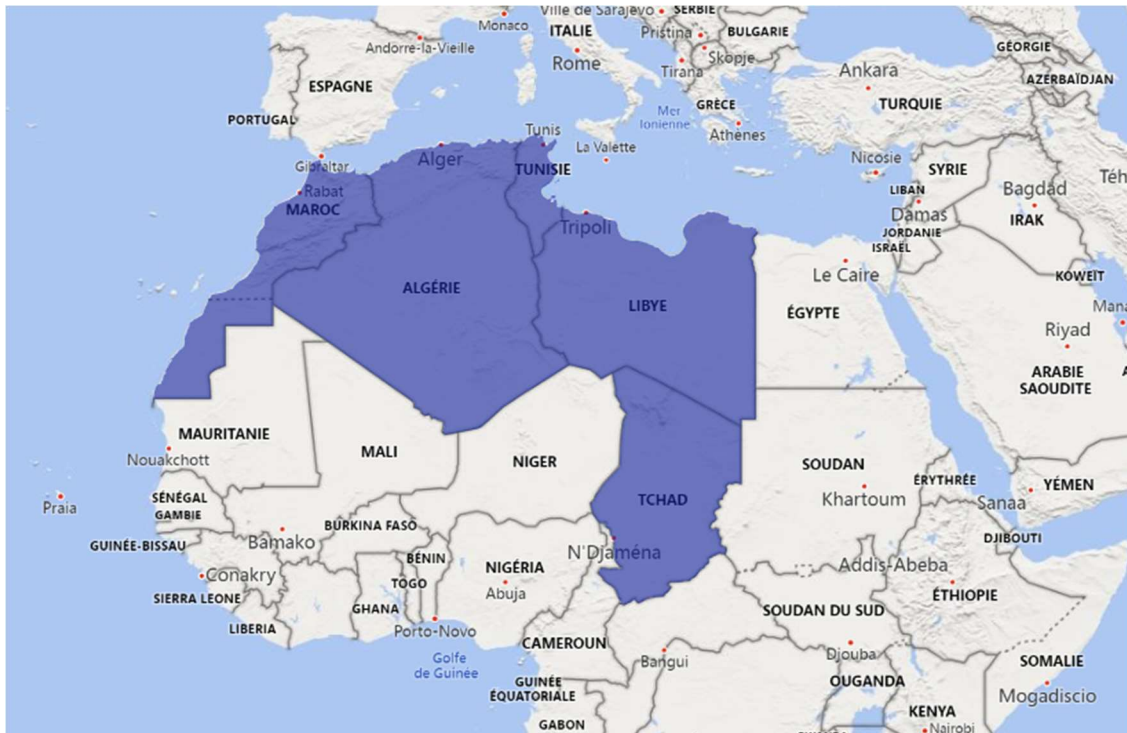 Monaco
Ville de Sarajevo
SERBIE
ITALIE
Pristina
BULGARIE
Andorre-la-Vieille
Rome
Skopje
Tirana
GÉORGIE
AZERBAÏDJAN
ESPAGNE
Ankara
Mer
Ionienne
GRÈCE
TURQUIE
PORTUGAL
Athènes
Tunis
La Valette
Gibraltar
Alger
TUNISIE
Nicosie
SYRIE
Téh
Rabat
MAROC
LIBAN
Bagdad
Damas
IRAK
Tripoli
JORDANIE
ISRAËL
Le Caire
KOWEÏT
ALGÉRIE
LIBYE
ÉGYPTE
Mana
Riyad
ARABIE
SAOUDITE
A
MAURITANIE
Nouakchott
MALI
NIGER
SOUDAN
TCHAD
Khartoum
ÉRYTHRÉE
Sanaa
YÉMEN
Praia
SÉNÉGAL
GAMBIE
BURKINA FASO
GUINÉE-BISSAU
Bamako
N'Djaména
DJIBOUTI
BÉNIN
NIGÉRIA
Addis-Abeba
Conakry
TOGO
Abuja
ÉTHIOPIE
SIERRA LEONE
GHANA
SOUDAN DU SUD
LIBERIA
Porto-Novo
CAMEROUN
Golfe
de Guinée
Bangui
Djouba
SOMALIE
GUINÉE
ÉQUATORIALE
OUGANDA
Mogadiscio
KENYA
GABON
Nairobi